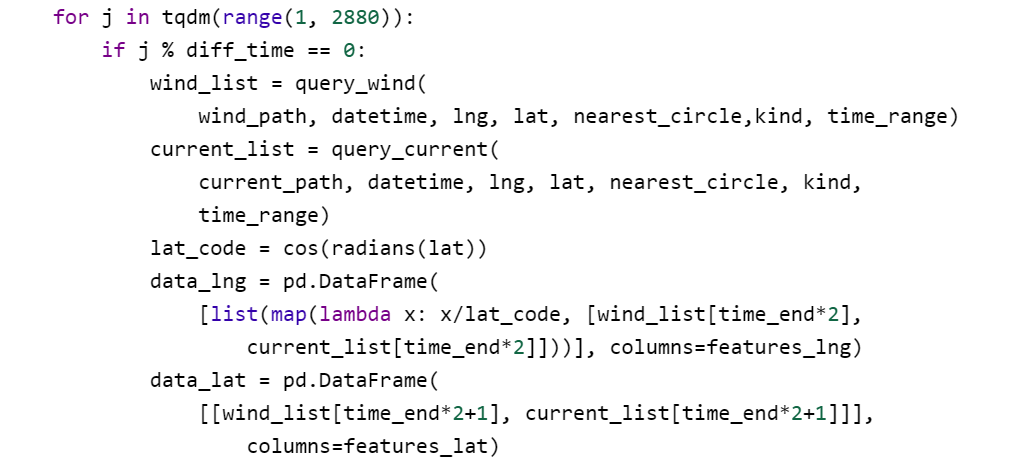 for j in tqdm(range(1, 2880)):
    if j % diff_time == 0:
        wind_list = query_wind(
            wind_path, datetime, lng, lat, nearest_circle,kind, time_range)
        current_list = query_current(
            current_path, datetime, lng, lat, nearest_circle, kind,
            time_range)
        lat_code = cos(radians(lat))
        data_lng = pd.DataFrame(
            [list(map(lambda x: x/lat_code, [wind_list[time_end*2],
                current_list[time_end*2]]))], columns=features_lng)
        data_lat = pd.DataFrame(
            [[wind_list[time_end*2+1], current_list[time_end*2+1]]],
                columns=features_lat)